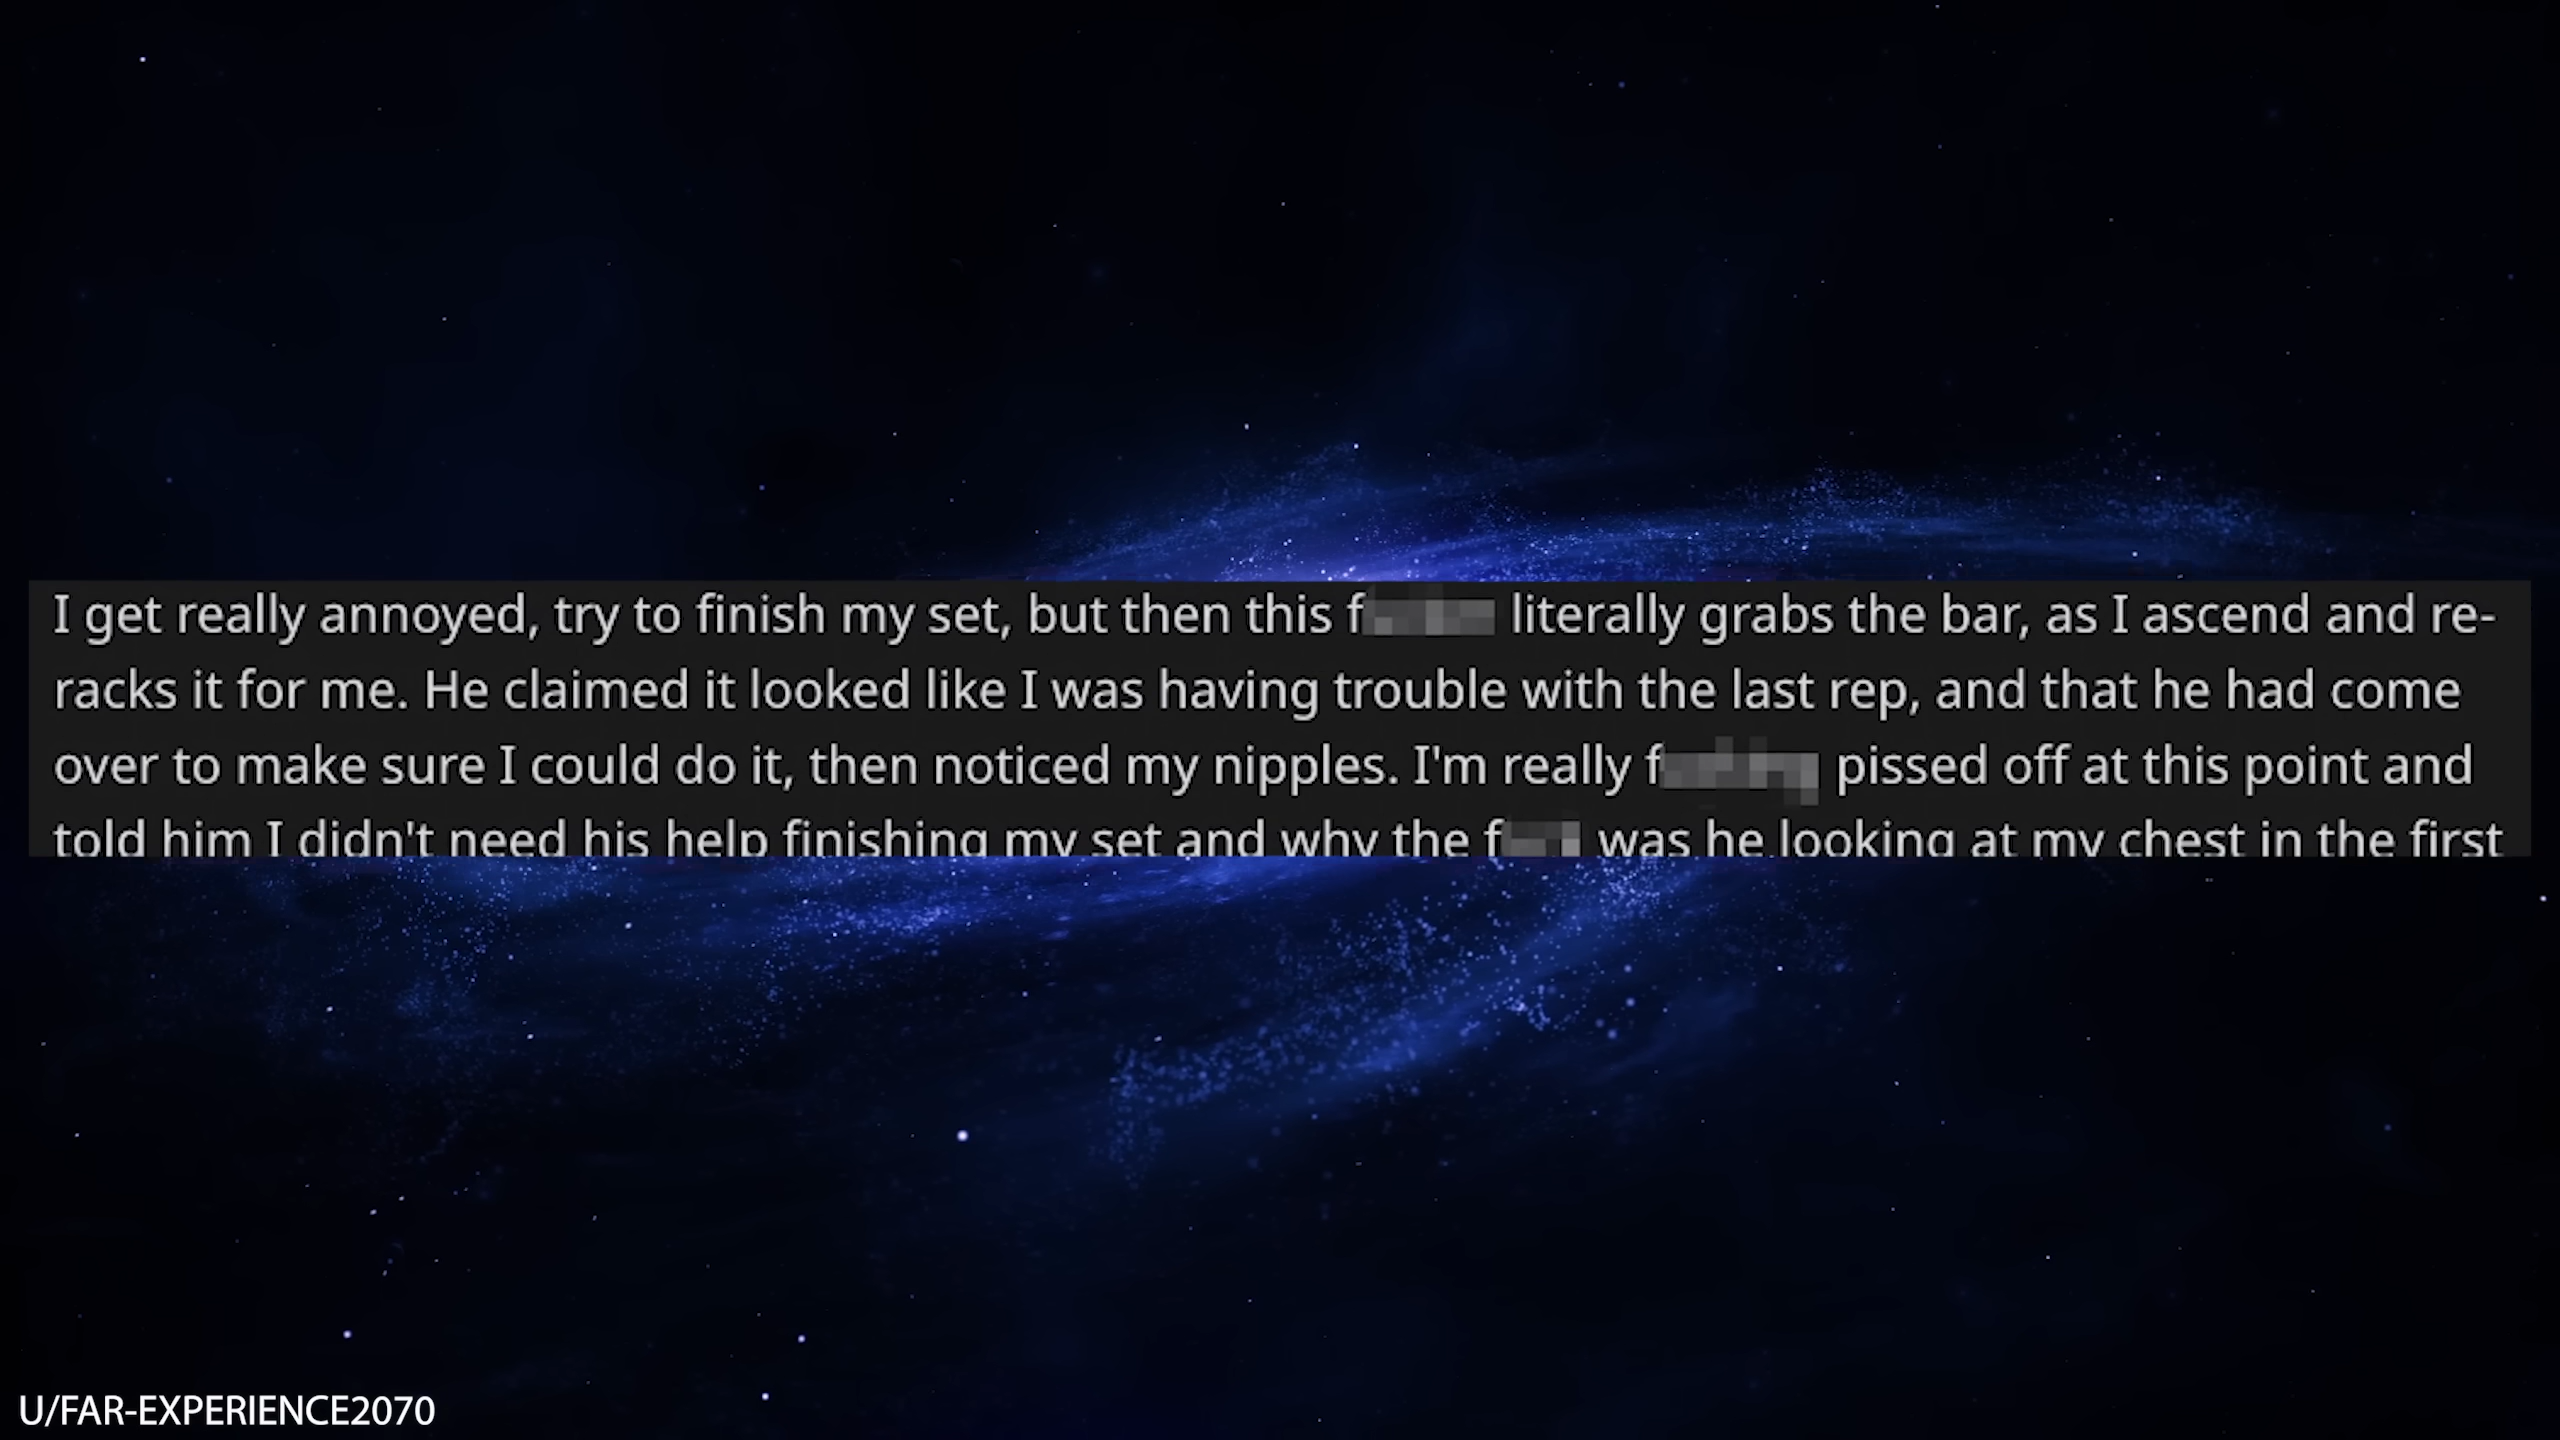 I get really annoyed, try to finish my set, but then this f literally grabs the bar, as I ascend and re-
racks it for me. He claimed it looked like I was having trouble with the last rep, and that he had come
over to make sure I could do it, then noticed my nipples. I'm really f pissed off at this point and
told him I didn't need his help finishing my set and why the f was he looking at my chest in the first
U/FAR-EXPERIENCE2070